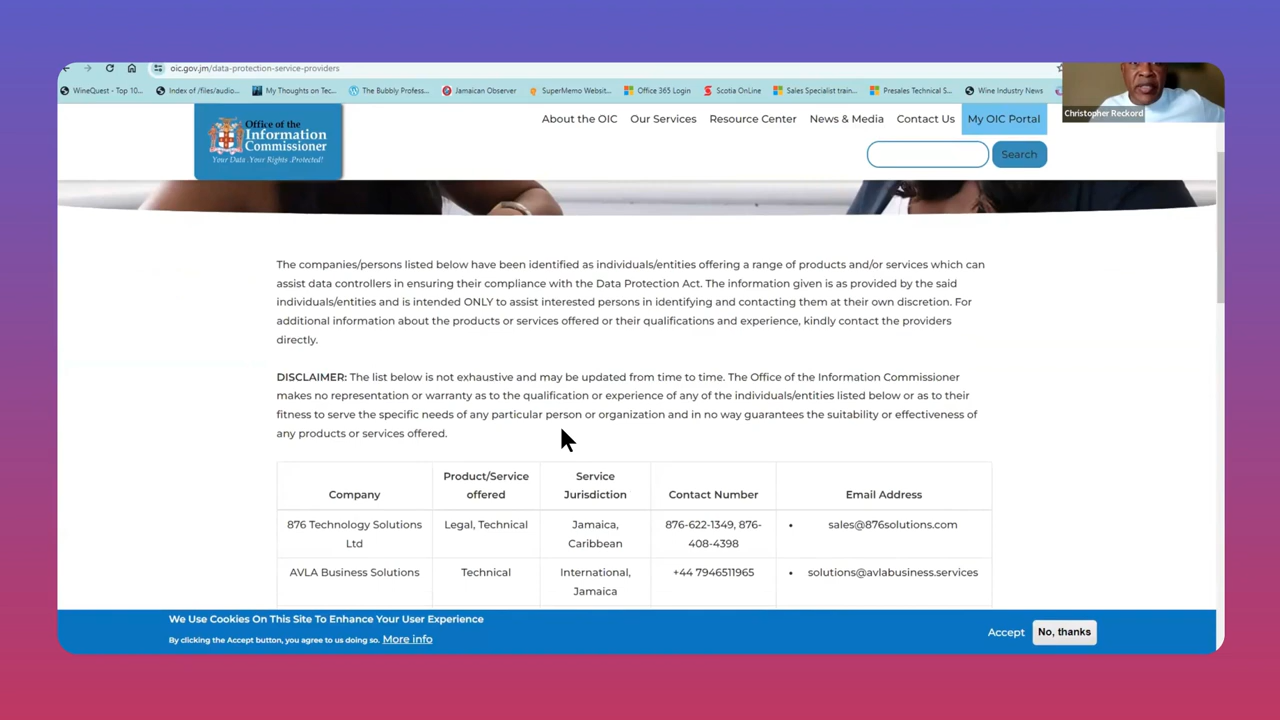 oic.gov.jm/data-protection-service-providers
WineQuest - Top 10... Index of /files/audio... My Thoughts on Tec... The Bubbly Profess... Jamaican Observer SuperMemo Websit... Office 365 Login Scotia OnLine Sales Specialist train... Presales Technical S... Wine Industry News
Christopher Reckord
Office of the
Information
Commissioner
Your Data .Your Rights .Protected!
About the OIC Our Services Resource Center News & Media Contact Us My OIC Portal
Search
The companies/persons listed below have been identified as individuals/entities offering a range of products and/or services which can
assist data controllers in ensuring their compliance with the Data Protection Act. The information given is as provided by the said
individuals/entities and is intended ONLY to assist interested persons in identifying and contacting them at their own discretion. For
additional information about the products or services offered or their qualifications and experience, kindly contact the providers
directly.
DISCLAIMER: The list below is not exhaustive and may be updated from time to time. The Office of the Information Commissioner
makes no representation or warranty as to the qualification or experience of any of the individuals/entities listed below or as to their
fitness to serve the specific needs of any particular person or organization and in no way guarantees the suitability or effectiveness of
any products or services offered.
Product/Service Service
Company offered Jurisdiction Contact Number Email Address
876 Technology Solutions Legal, Technical Jamaica, 876-622-1349, 876- • sales@876solutions.com
Ltd Caribbean 408-4398
AVLA Business Solutions Technical International, +44 7946511965 • solutions@avlabusiness.services
Jamaica
We Use Cookies On This Site To Enhance Your User Experience
By clicking the Accept button, you agree to us doing so. More info
Accept No, thanks